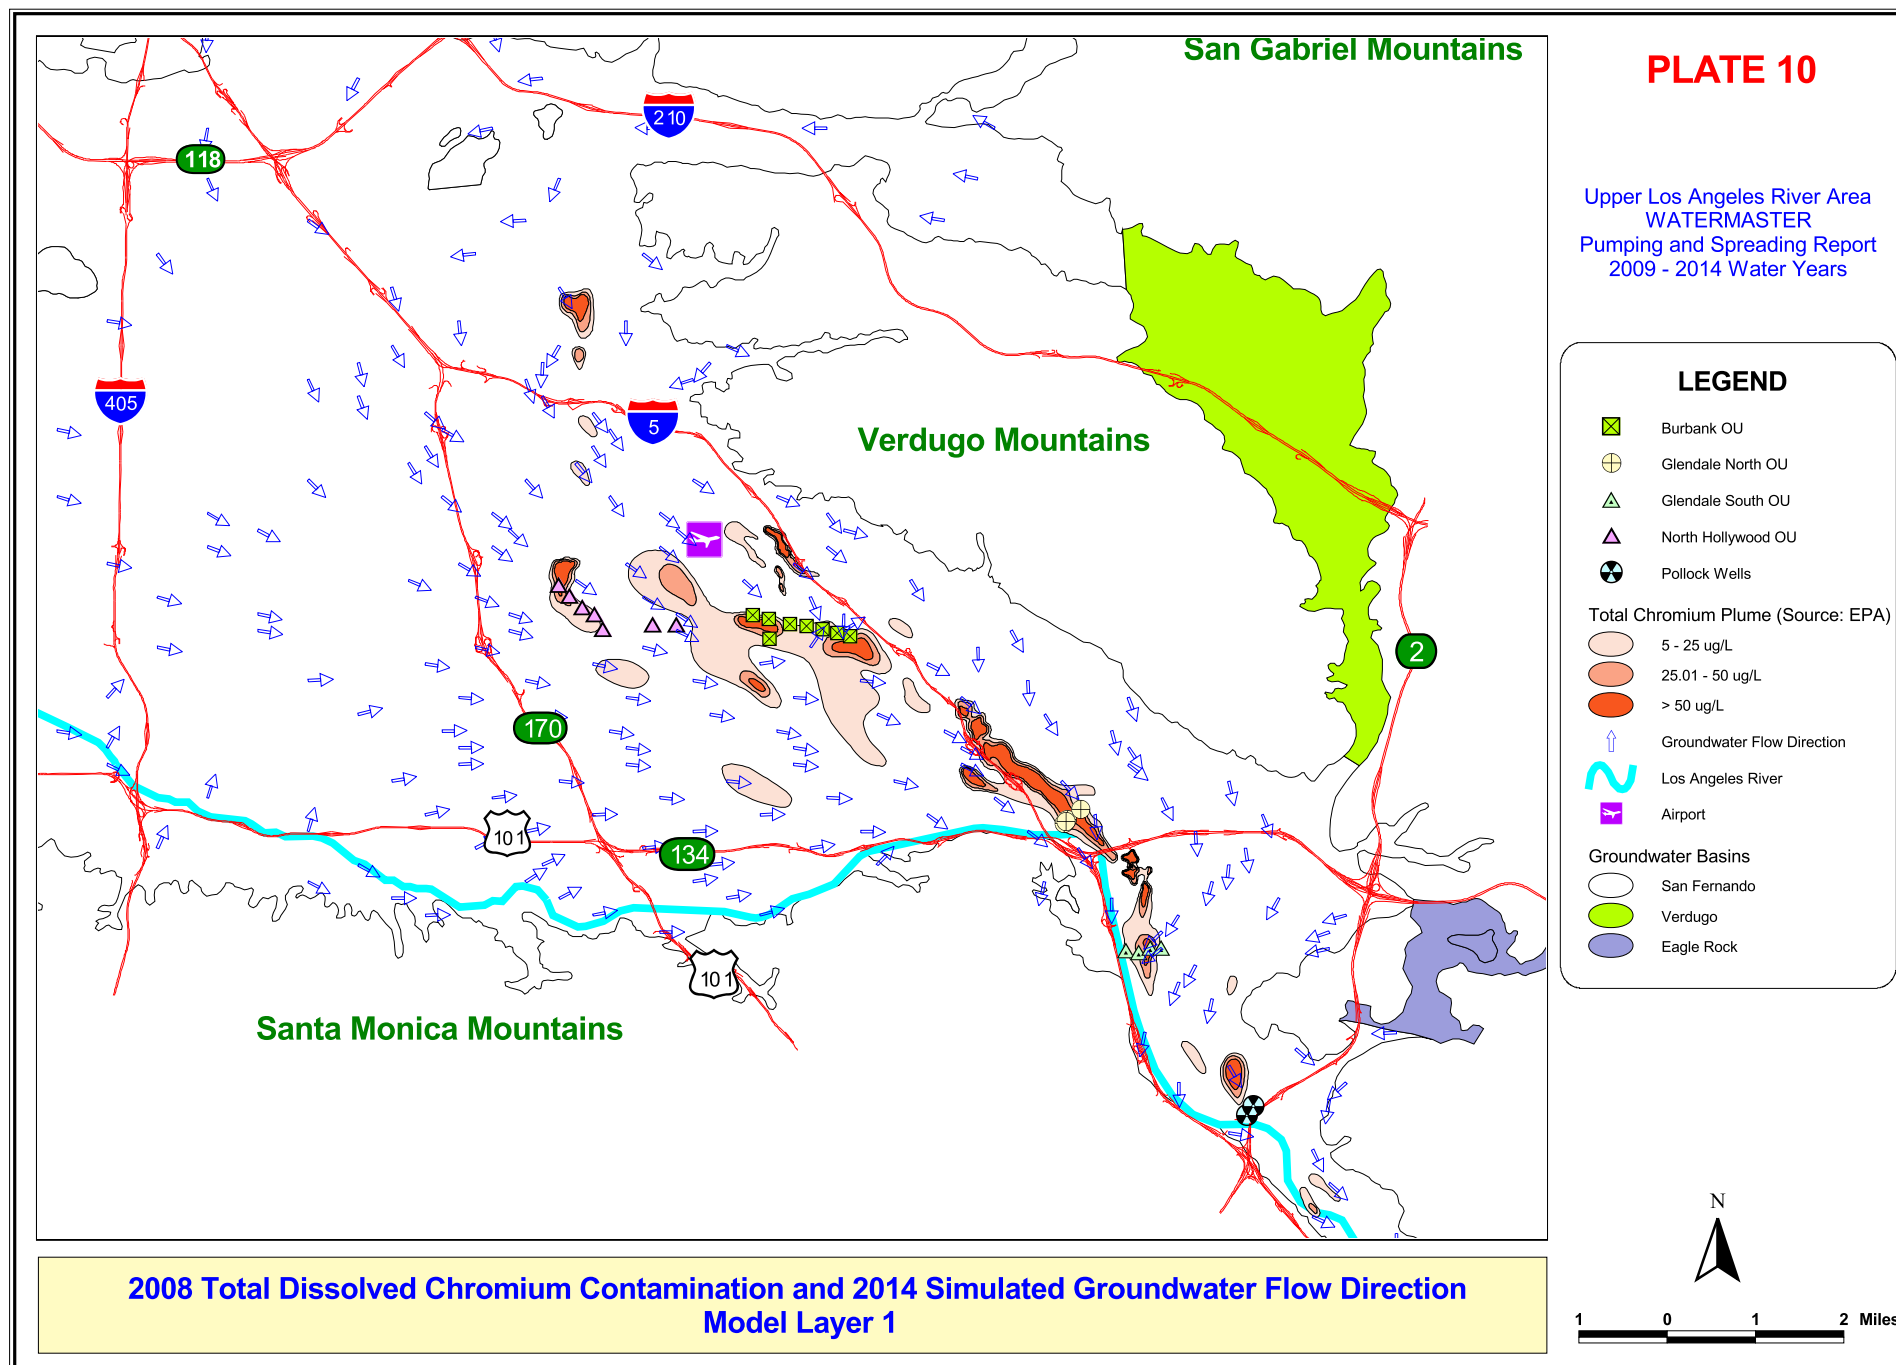 San Gabriel Mountains
PLATE 10
Upper Los Angeles River Area
WATERMASTER
Pumping and Spreading Report
2009 - 2014 Water Years
210
118
405
5
Verdugo Mountains
2
170
101
134
101
Santa Monica Mountains
LEGEND
Burbank OU
Glendale North OU
Glendale South OU
North Hollywood OU
Pollock Wells
Total Chromium Plume (Source: EPA)
5 - 25 ug/L
25.01 - 50 ug/L
> 50 ug/L
Groundwater Flow Direction
Los Angeles River
Airport
Groundwater Basins
San Fernando
Verdugo
Eagle Rock
N
1 0 1 2 Miles
2008 Total Dissolved Chromium Contamination and 2014 Simulated Groundwater Flow Direction
Model Layer 1